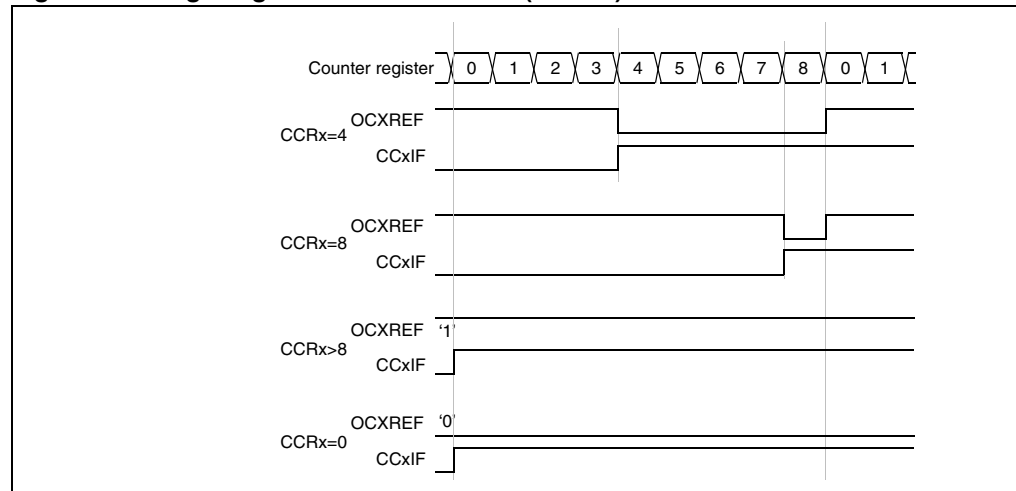 Counter register 0 1 2 3 4 5 6 7 8 0 1
OCXREF
CCRx=4
CCxIF
OCXREF
CCRx=8
CCxIF
OCXREF ‘1’
CCRx>8
CCxIF
OCXREF ‘0’
CCRx=0
CCxIF